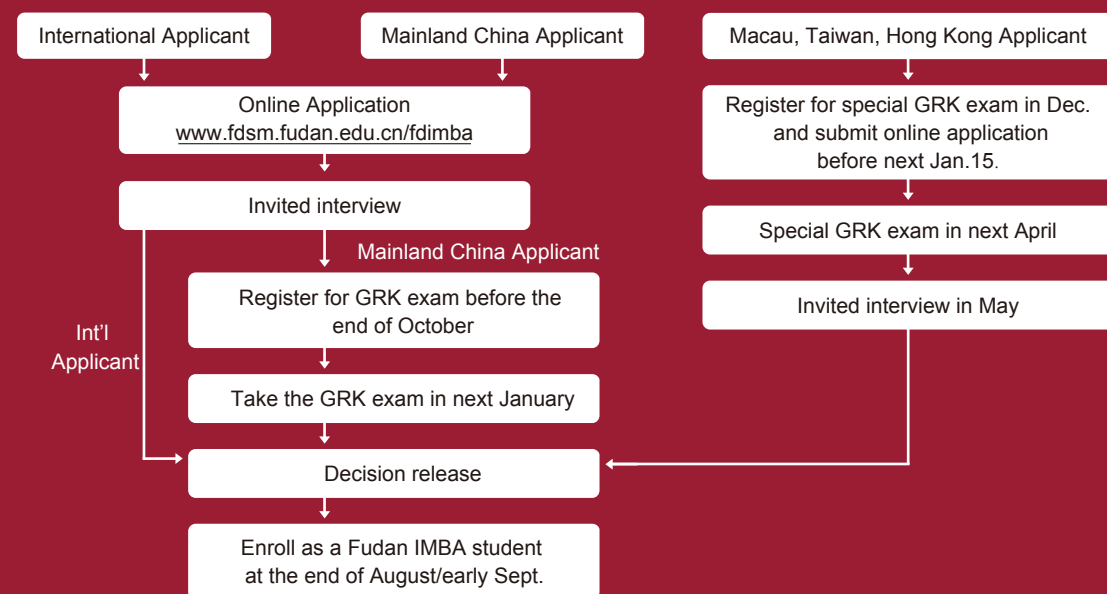 International Applicant
Mainland China Applicant
Macau, Taiwan, Hong Kong Applicant
Online Application
www.fdsm.fudan.edu.cn/fdimba
Register for special GRK exam in Dec.
and submit online application
before next Jan.15.
Invited interview
Special GRK exam in next April
Mainland China Applicant
Register for GRK exam before the
end of October
Invited interview in May
Int'l
Applicant
Take the GRK exam in next January
Decision release
Enroll as a Fudan IMBA student
at the end of August/early Sept.